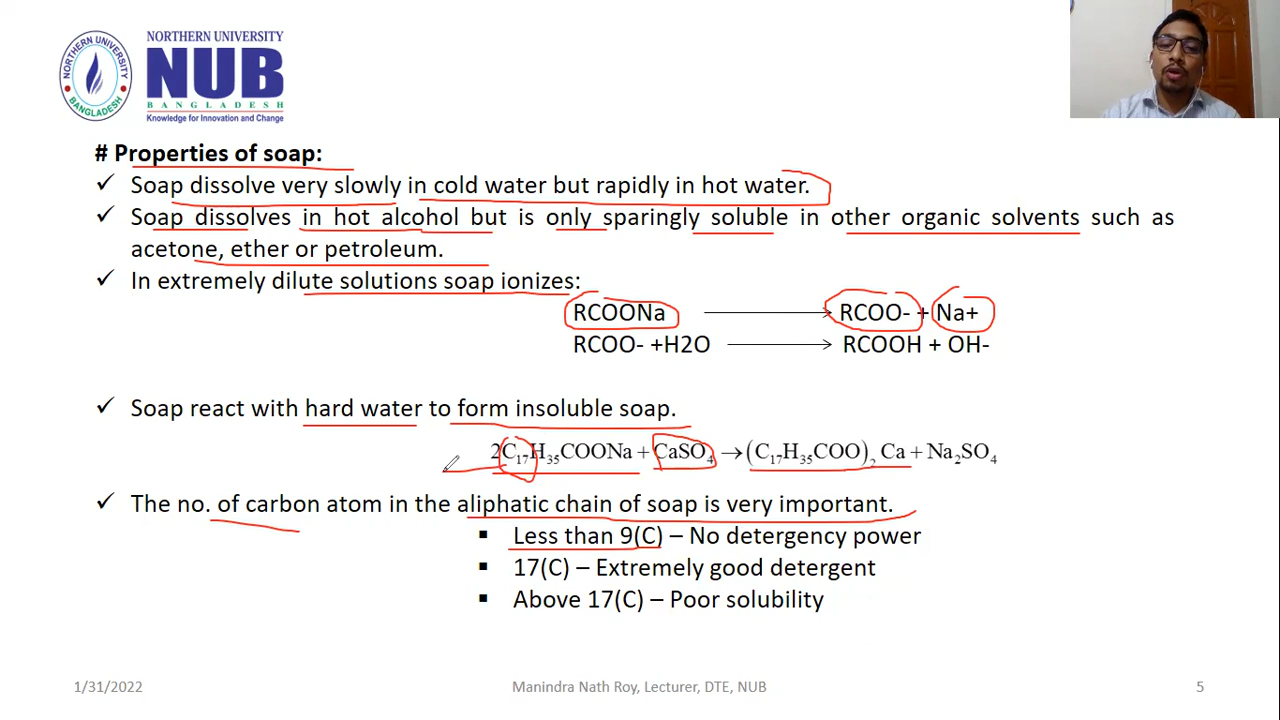 NORTHERN UNIVERSITY
BANGLADESH
NORTHERN UNIVERSITY
NUB
BANGLADESH
Knowledge for Innovation and Change
# Properties of soap:
✓ Soap dissolve very slowly in cold water but rapidly in hot water.
✓ Soap dissolves in hot alcohol but is only sparingly soluble in other organic solvents such as
acetone, ether or petroleum.
✓ In extremely dilute solutions soap ionizes:
RCOONa → RCOO- + Na+
RCOO- +H2O → RCOOH + OH-
✓ Soap react with hard water to form insoluble soap.
2C₁₇H₃₅COONa + CaSO₄ → (C₁₇H₃₅COO)₂ Ca + Na₂SO₄
✓ The no. of carbon atom in the aliphatic chain of soap is very important.
▪ Less than 9(C) – No detergency power
▪ 17(C) – Extremely good detergent
▪ Above 17(C) – Poor solubility
1/31/2022 Manindra Nath Roy, Lecturer, DTE, NUB 5